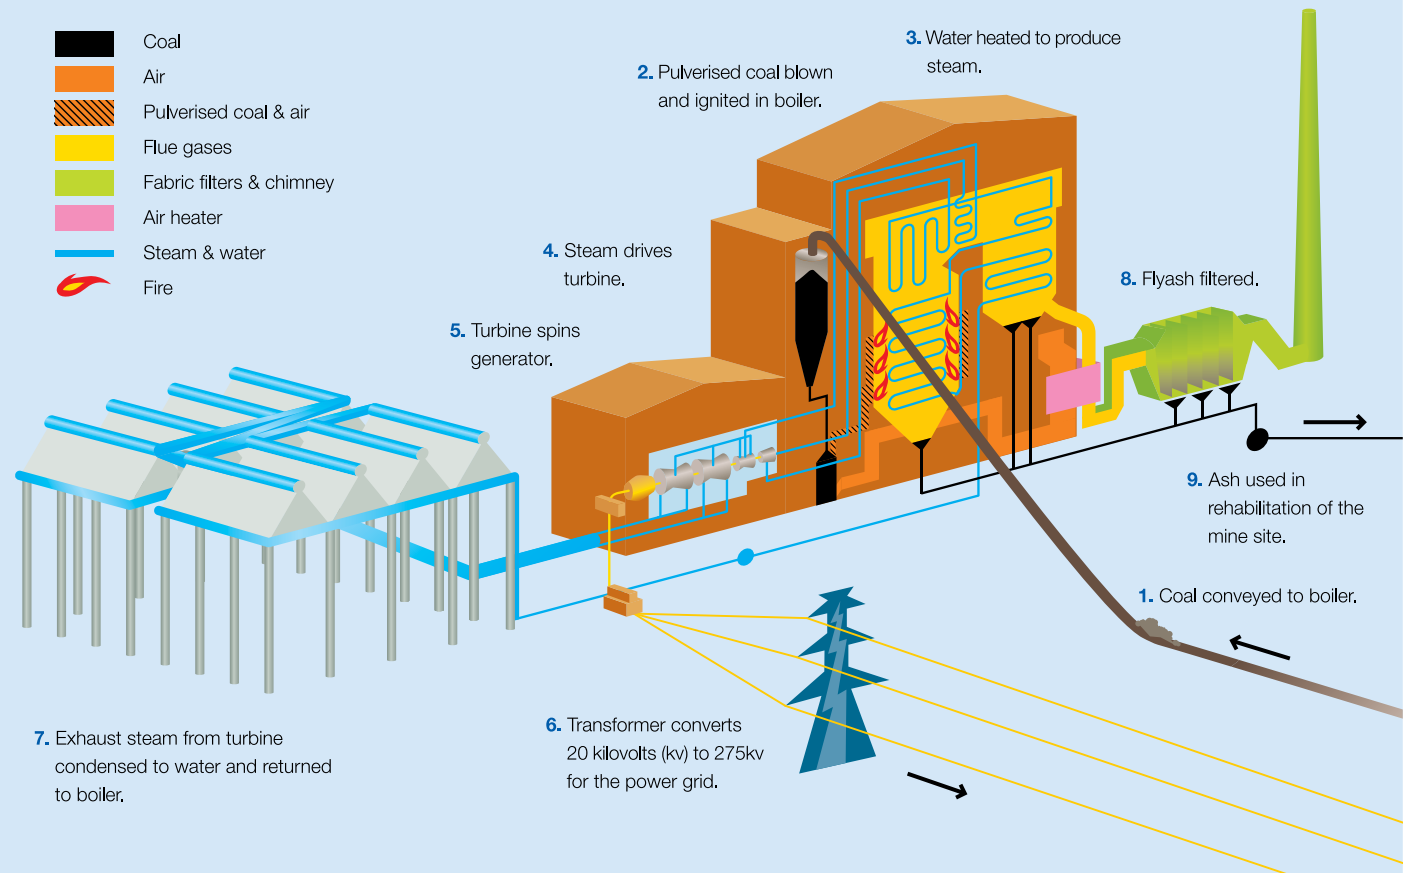 Coal
Air
Pulverised coal & air
Flue gases
Fabric filters & chimney
Air heater
Steam & water
Fire
1. Coal conveyed to boiler.
2. Pulverised coal blown
and ignited in boiler.
3. Water heated to produce
steam.
4. Steam drives
turbine.
5. Turbine spins
generator.
6. Transformer converts
20 kilovolts (kv) to 275kv
for the power grid.
7. Exhaust steam from turbine
condensed to water and returned
to boiler.
8. Flyash filtered.
9. Ash used in
rehabilitation of the
mine site.